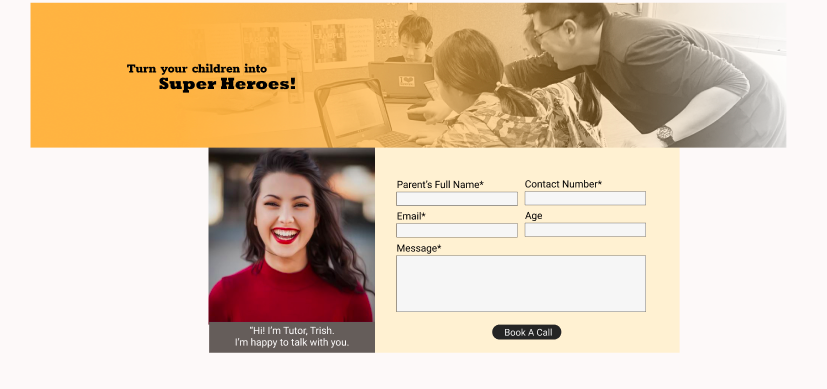 Turn your children into
Super Heroes!
Parent's Full Name*
Contact Number*
Email*
Age
Message*
"Hi! I'm Tutor, Trish.
I'm happy to talk with you.
Book A Call